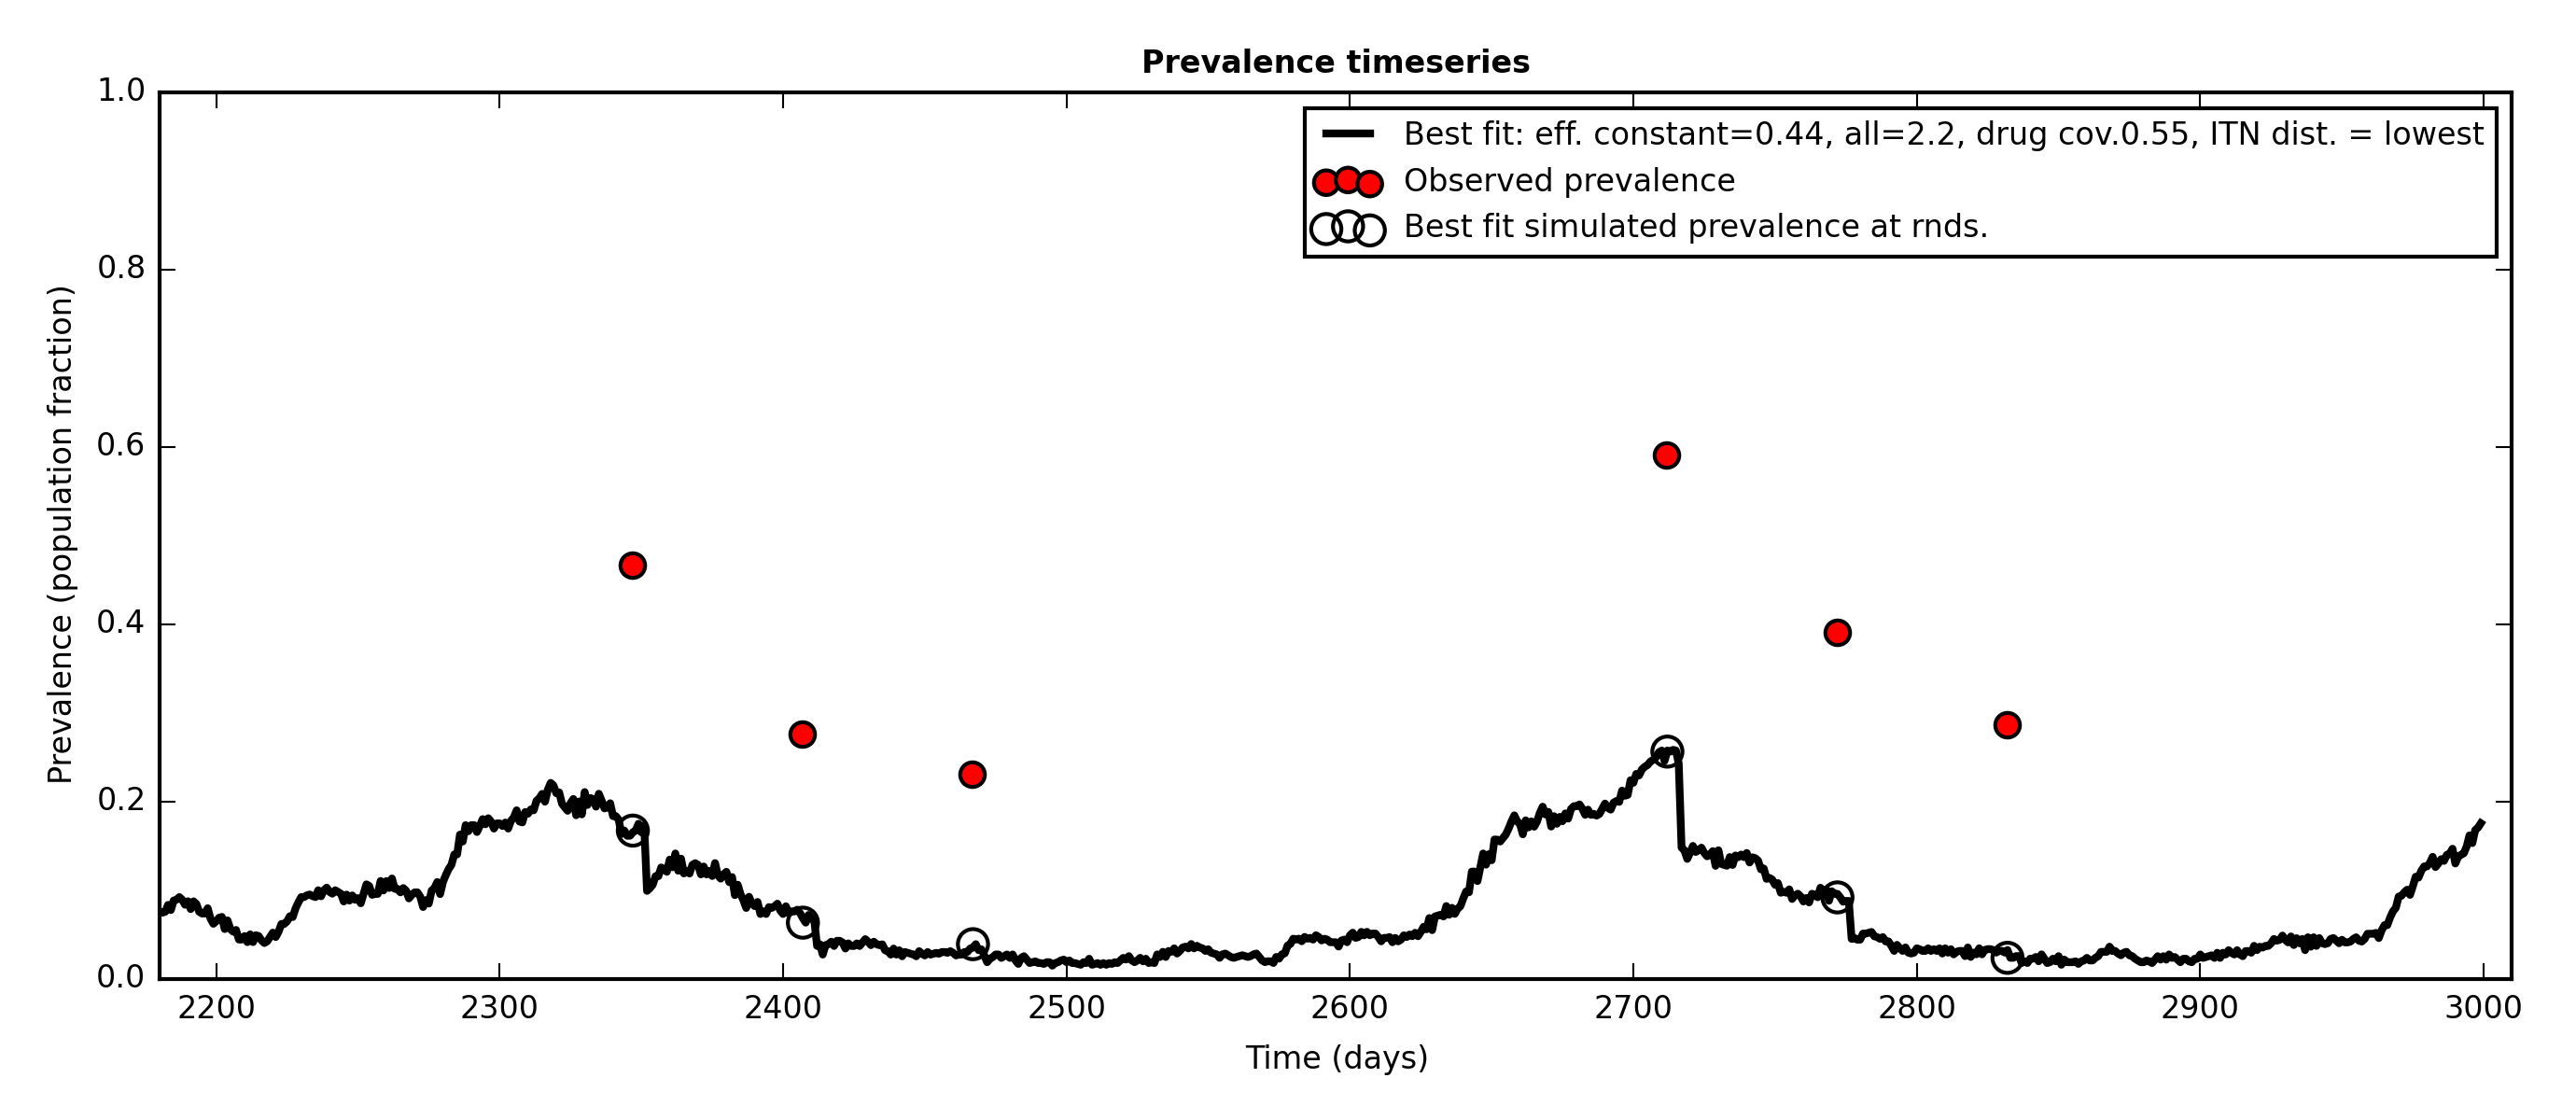 Prevalence timeseries
1.0
0.8
0.6
0.4
0.2
0.0
Prevalence (population fraction)
Best fit: eff. constant=0.44, all=2.2, drug cov.0.55, ITN dist. = lowest
Observed prevalence
Best fit simulated prevalence at rnds.
2200 2300 2400 2500 2600 2700 2800 2900 3000
Time (days)